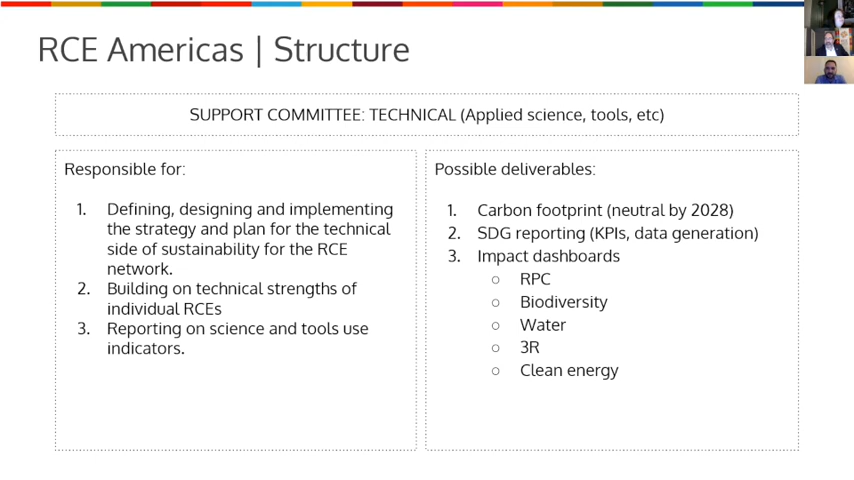 RCE Americas | Structure
SUPPORT COMMITTEE: TECHNICAL (Applied science, tools, etc)
Responsible for:
1. Defining, designing and implementing
the strategy and plan for the technical
side of sustainability for the RCE
network.
2. Building on technical strengths of
individual RCEs
3. Reporting on science and tools use
indicators.
Possible deliverables:
1. Carbon footprint (neutral by 2028)
2. SDG reporting (KPIs, data generation)
3. Impact dashboards
○ RPC
○ Biodiversity
○ Water
○ 3R
○ Clean energy